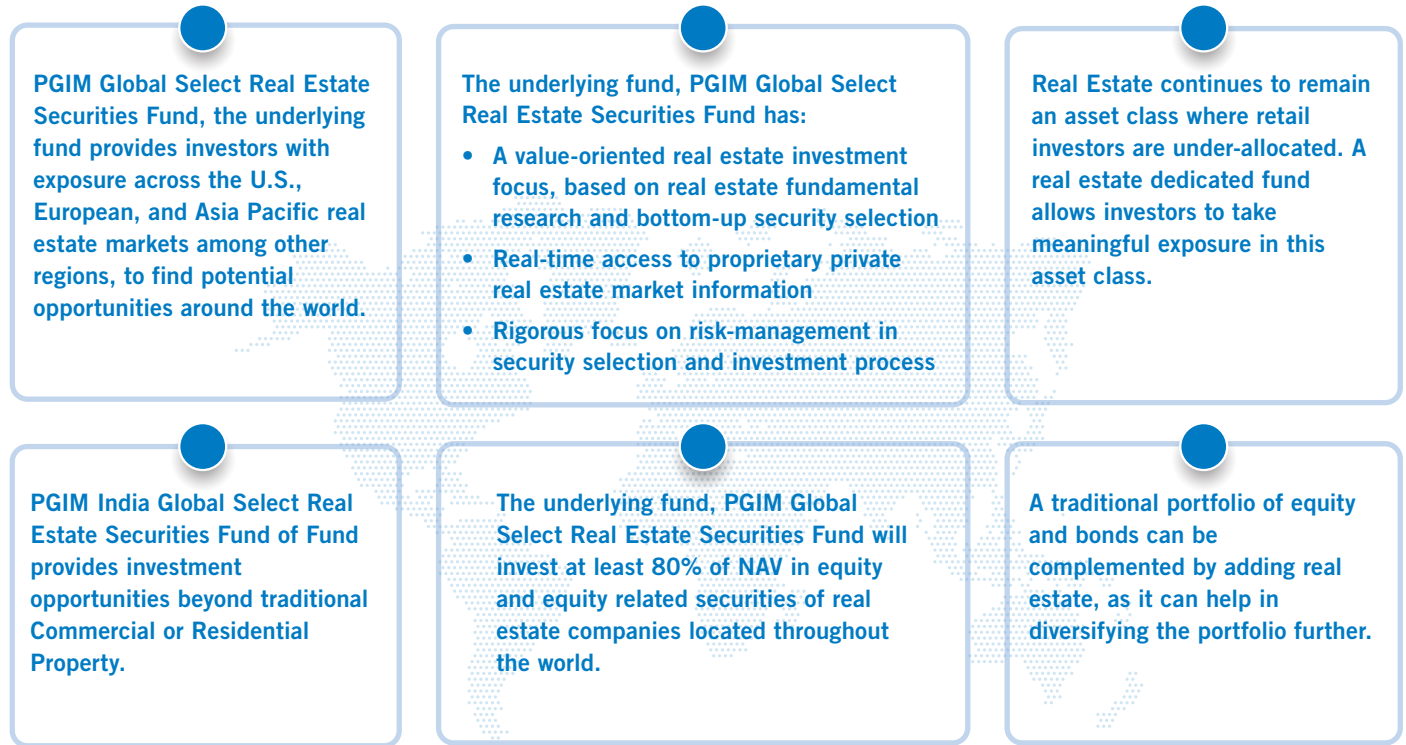 PGIM Global Select Real Estate
Securities Fund, the underlying
fund provides investors with
exposure across the U.S.,
European, and Asia Pacific real
estate markets among other
regions, to find potential
opportunities around the world.
The underlying fund, PGIM Global Select
Real Estate Securities Fund has:
• A value-oriented real estate investment
focus, based on real estate fundamental
research and bottom-up security selection
• Real-time access to proprietary private
real estate market information
• Rigorous focus on risk-management in
security selection and investment process
Real Estate continues to remain
an asset class where retail
investors are under-allocated. A
real estate dedicated fund
allows investors to take
meaningful exposure in this
asset class.
PGIM India Global Select Real
Estate Securities Fund of Fund
provides investment
opportunities beyond traditional
Commercial or Residential
Property.
The underlying fund, PGIM Global
Select Real Estate Securities Fund will
invest at least 80% of NAV in equity
and equity related securities of real
estate companies located throughout
the world.
A traditional portfolio of equity
and bonds can be
complemented by adding real
estate, as it can help in
diversifying the portfolio further.